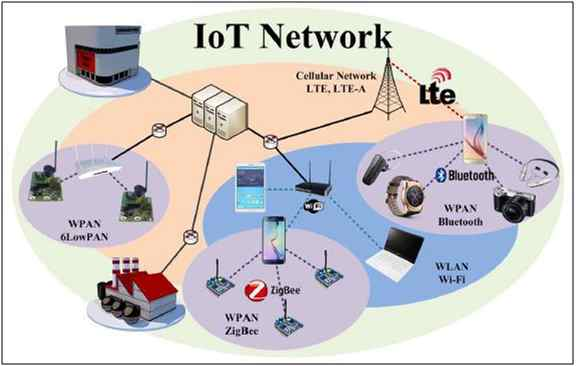 IoT Network
Cellular Network
LTE, LTE-A
Lte
Bluetooth
WPAN
Bluetooth
WPAN
6LowPAN
Wi Fi
WLAN
Wi-Fi
ZigBee
WPAN
ZigBee